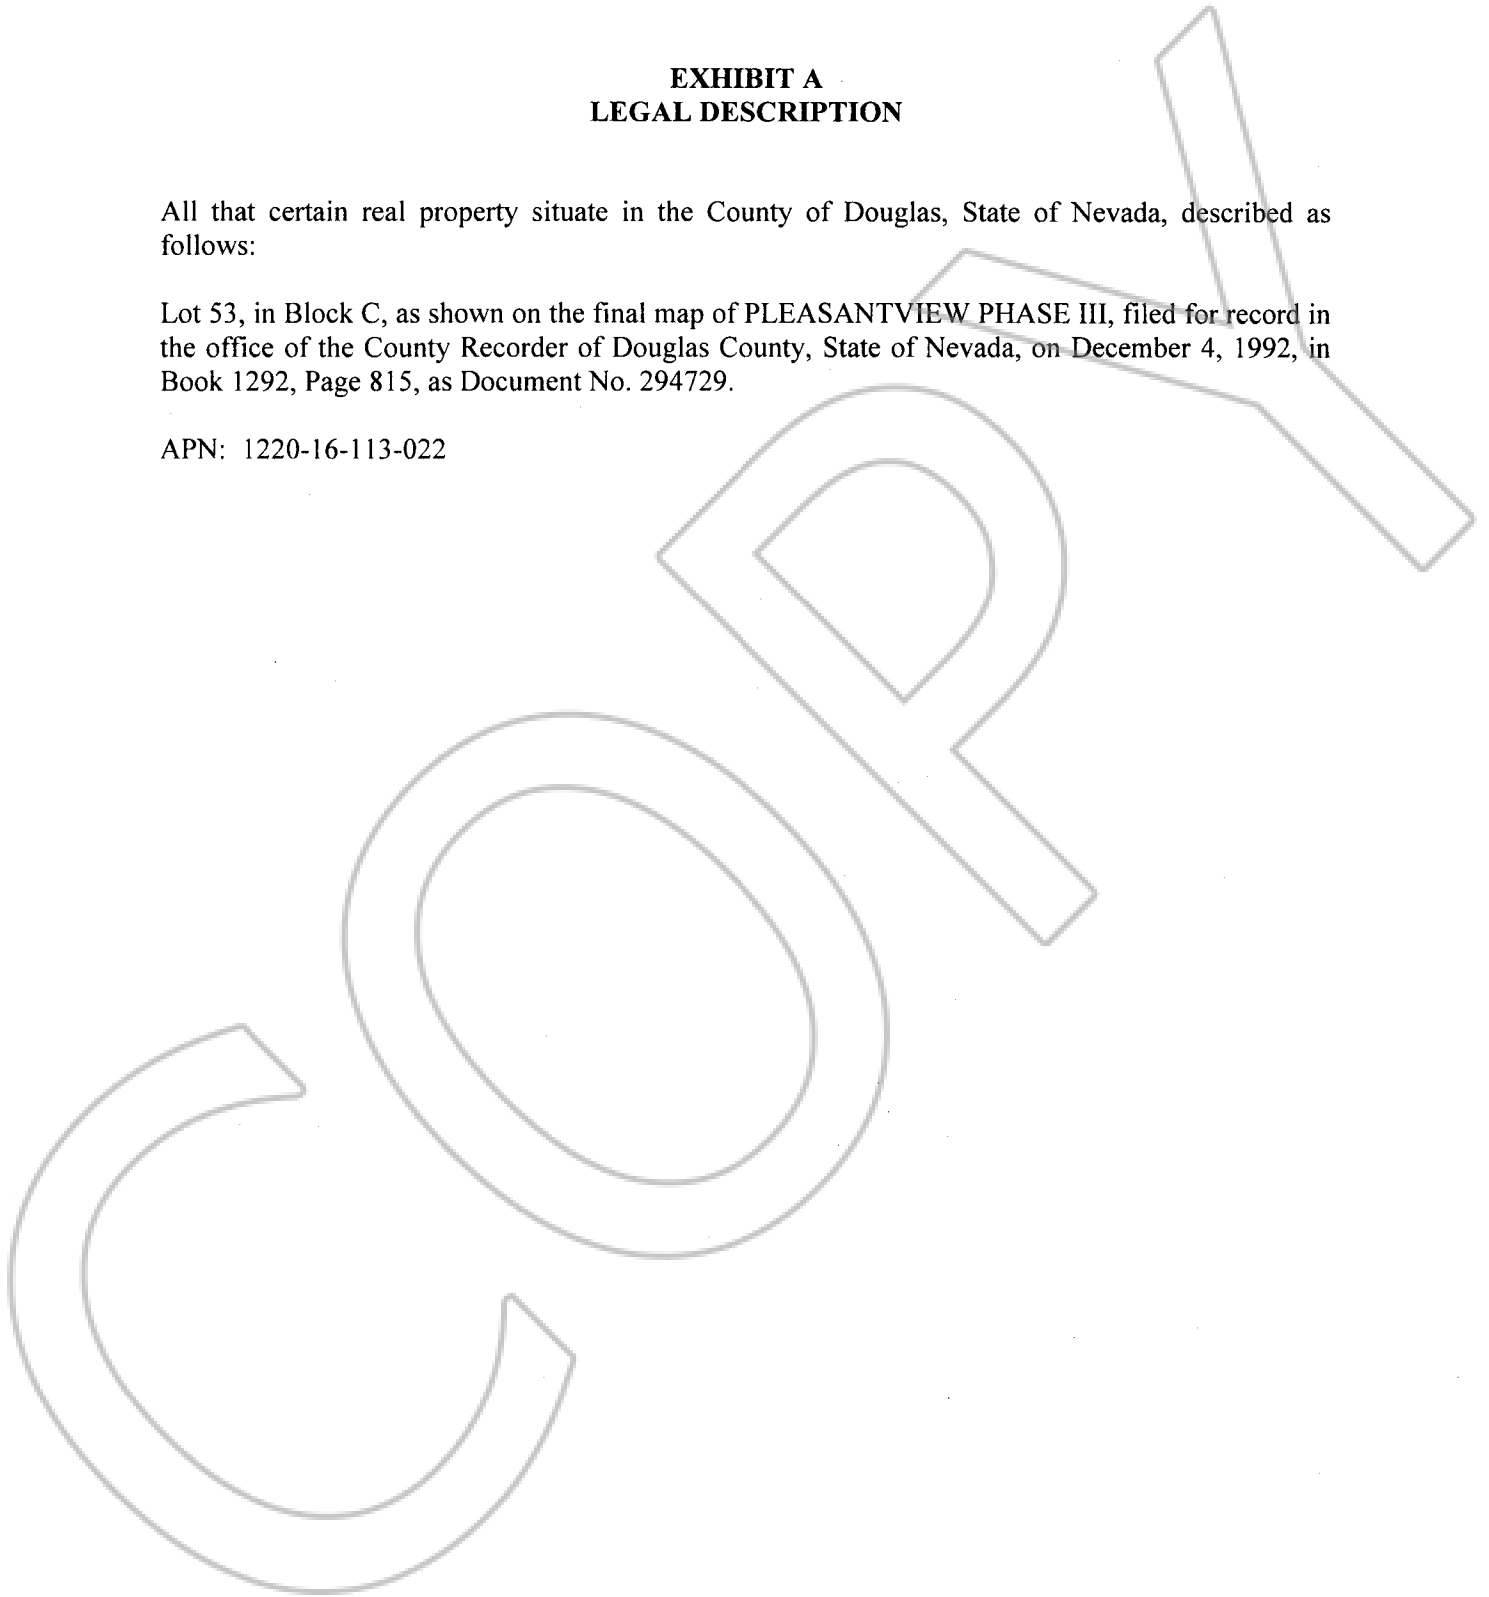 EXHIBIT A
LEGAL DESCRIPTION
All that certain real property situate in the County of Douglas, State of Nevada, described as
follows:
Lot 53, in Block C, as shown on the final map of PLEASANTVIEW PHASE III, filed for record in
the office of the County Recorder of Douglas County, State of Nevada, on December 4, 1992, in
Book 1292, Page 815, as Document No. 294729.
APN: 1220-16-113-022
COPY